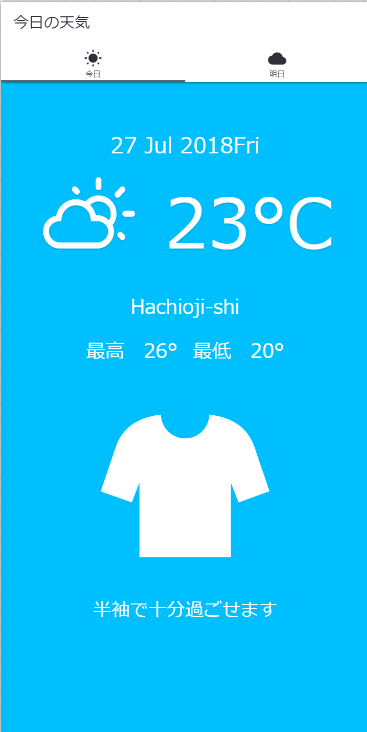 今日の天気
今日 明日
27 Jul 2018Fri
23°C
Hachioji-shi
最高　26°　最低　20°
半袖で十分過ごせます